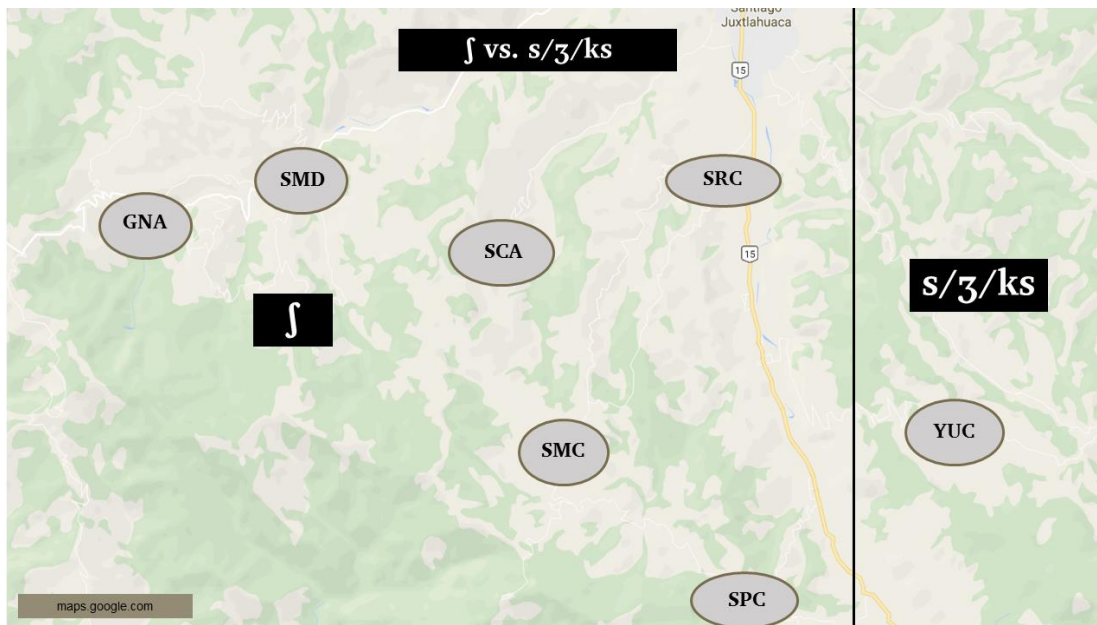 Santiago
Juxtlahuaca
ʃ vs. s/ʒ/ks
15
SMD
SRC
GNA
SCA
15
s/ʒ/ks
ʃ
YUC
SMC
SPC
maps.google.com